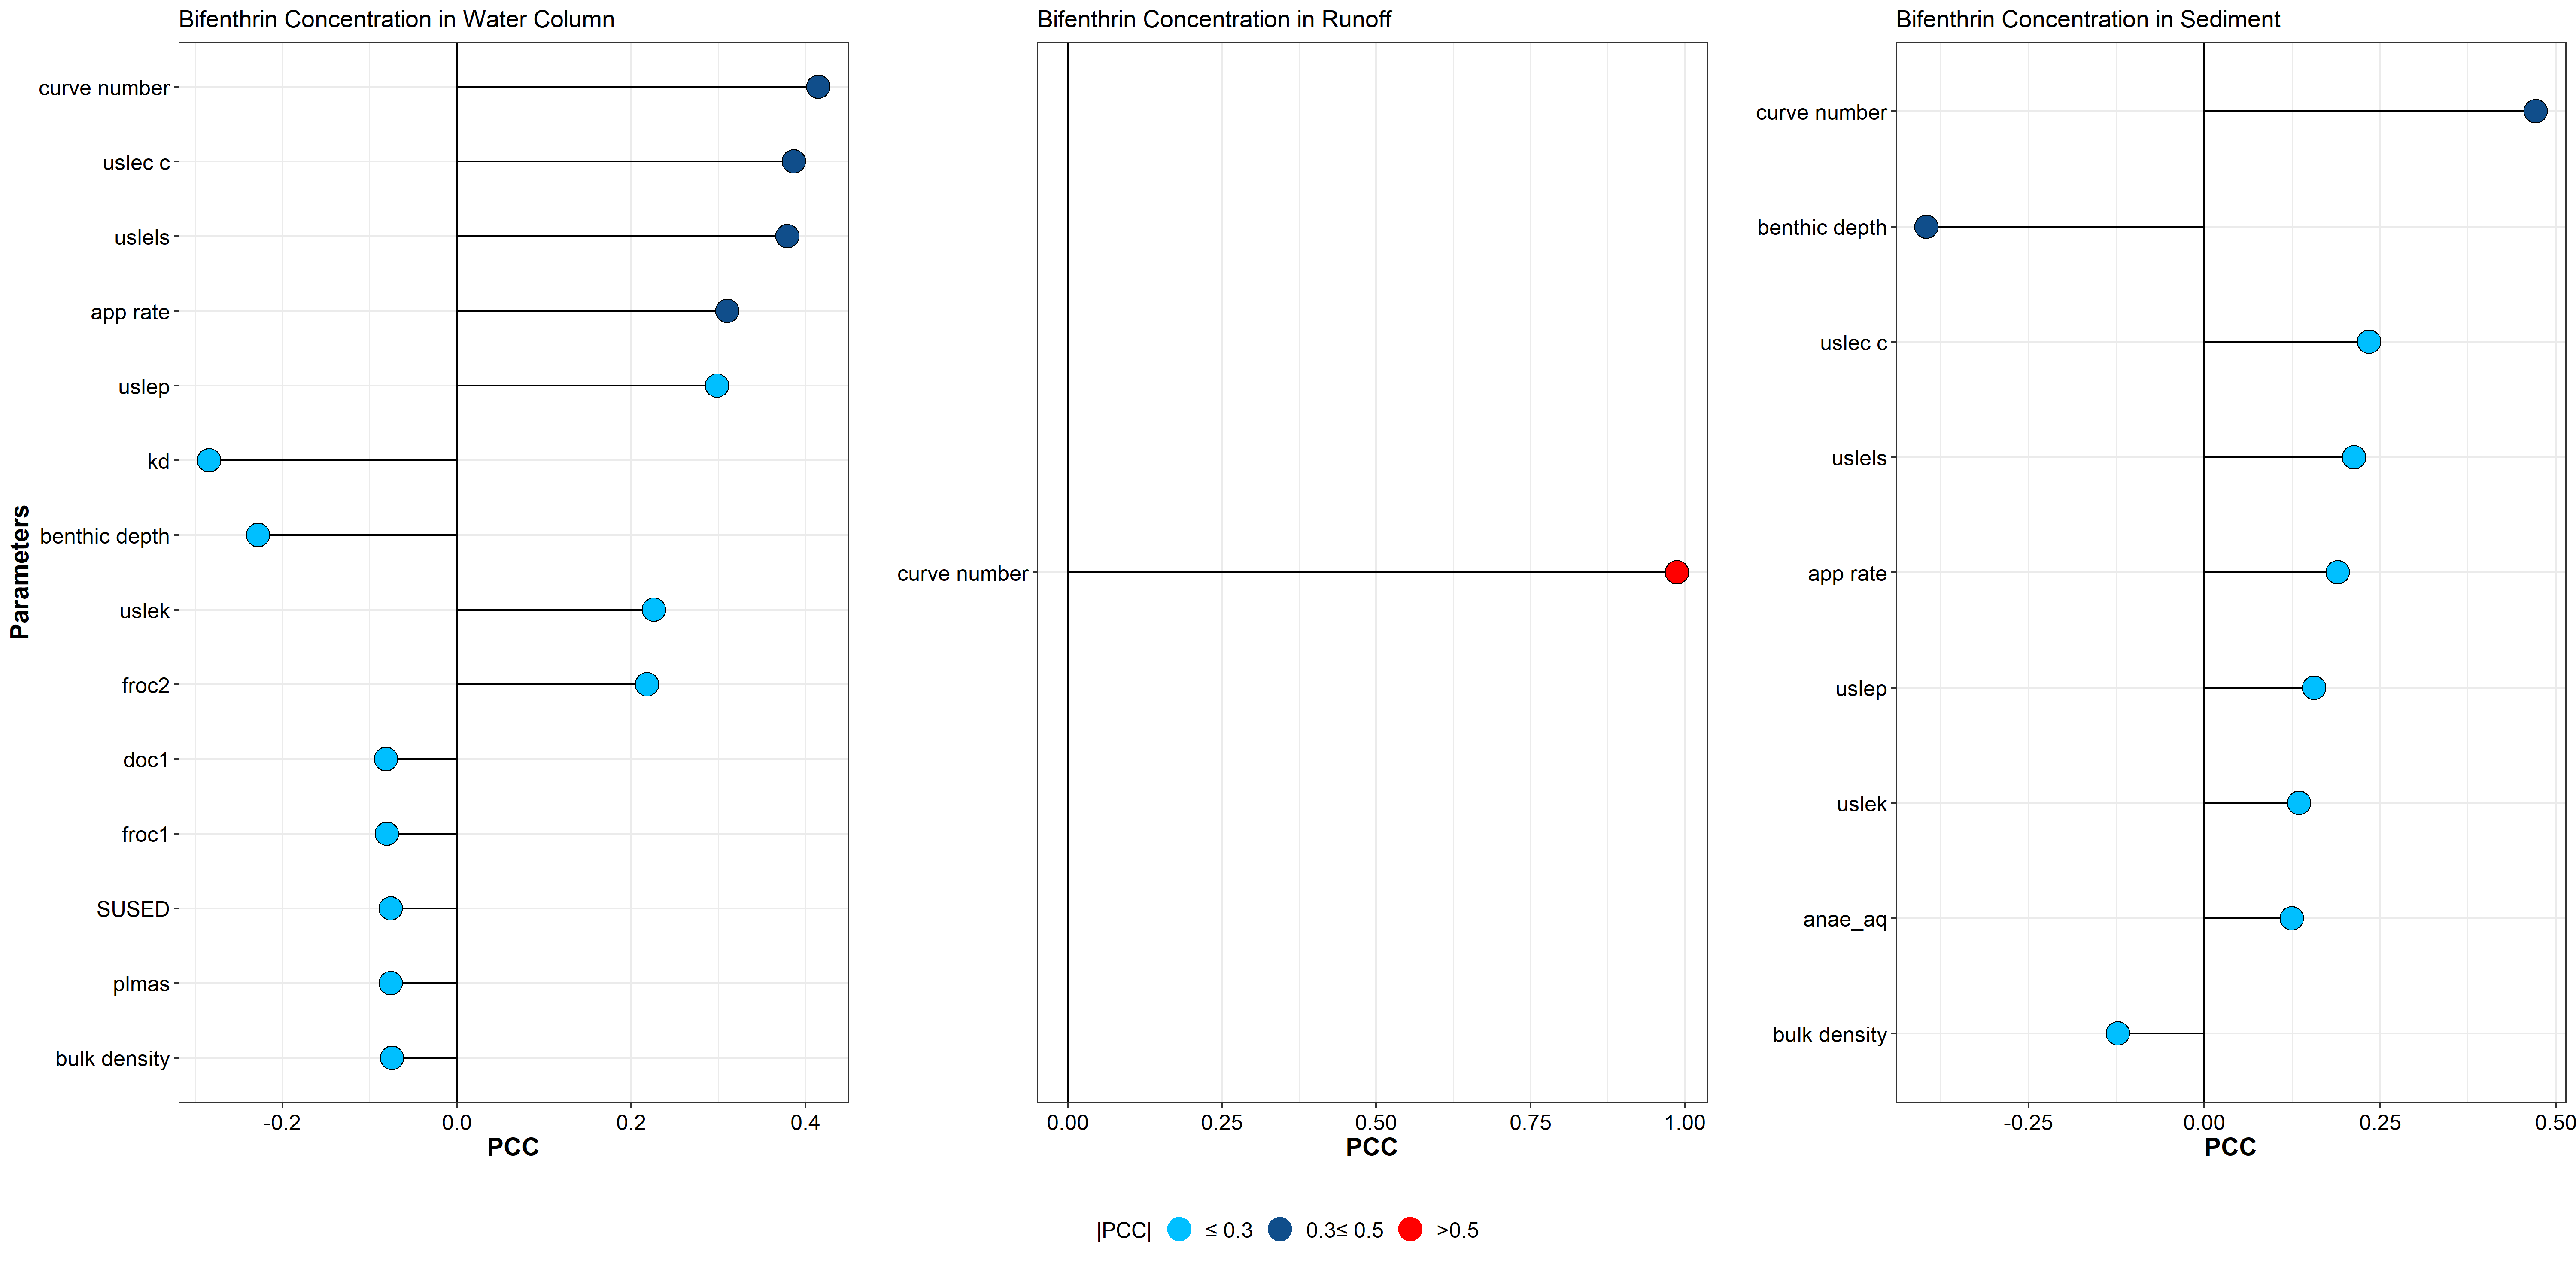 Bifenthrin Concentration in Water Column
curve number
uslec c
uslels
app rate
uslep
kd
benthic depth
uslek
froc2
doc1
froc1
SUSED
plmas
bulk density
Parameters
-0.2 0.0 0.2 0.4
PCC
Bifenthrin Concentration in Runoff
curve number
0.00 0.25 0.50 0.75 1.00
PCC
Bifenthrin Concentration in Sediment
curve number
benthic depth
uslec c
uslels
app rate
uslep
uslek
anae_aq
bulk density
-0.25 0.00 0.25 0.50
PCC
|PCC| ≤ 0.3 0.3≤ 0.5 >0.5